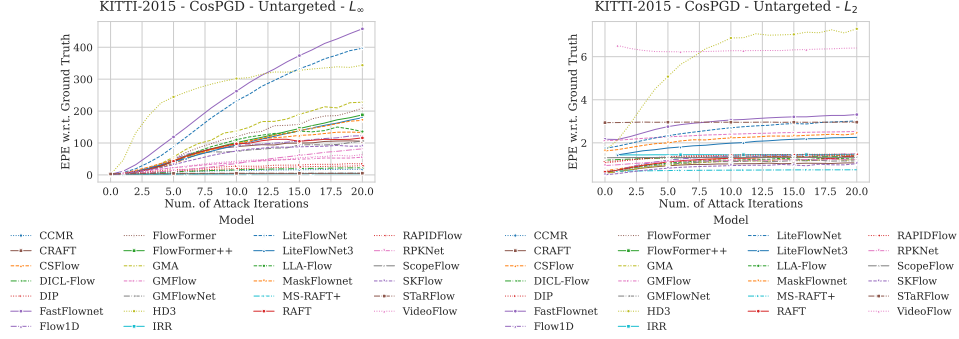 KITTI-2015 - CosPGD - Untargeted - L∞
EPE w.r.t. Ground Truth
400
300
200
100
0
0.0 2.5 5.0 7.5 10.0 12.5 15.0 17.5 20.0
Num. of Attack Iterations
Model
CCMR FlowFormer LiteFlowNet RAPIDFlow
CRAFT FlowFormer++ LiteFlowNet3 RPKNet
CSFlow GMA LLA-Flow ScopeFlow
DICL-Flow GMFlow MaskFlownet SKFlow
DIP GMFlowNet MS-RAFT+ STaRFlow
FastFlownet HD3 RAFT VideoFlow
Flow1D IRR
KITTI-2015 - CosPGD - Untargeted - L2
EPE w.r.t. Ground Truth
6
4
2
0.0 2.5 5.0 7.5 10.0 12.5 15.0 17.5 20.0
Num. of Attack Iterations
Model
CCMR FlowFormer LiteFlowNet RAPIDFlow
CRAFT FlowFormer++ LiteFlowNet3 RPKNet
CSFlow GMA LLA-Flow ScopeFlow
DICL-Flow GMFlow MaskFlownet SKFlow
DIP GMFlowNet MS-RAFT+ STaRFlow
FastFlownet HD3 RAFT VideoFlow
Flow1D IRR